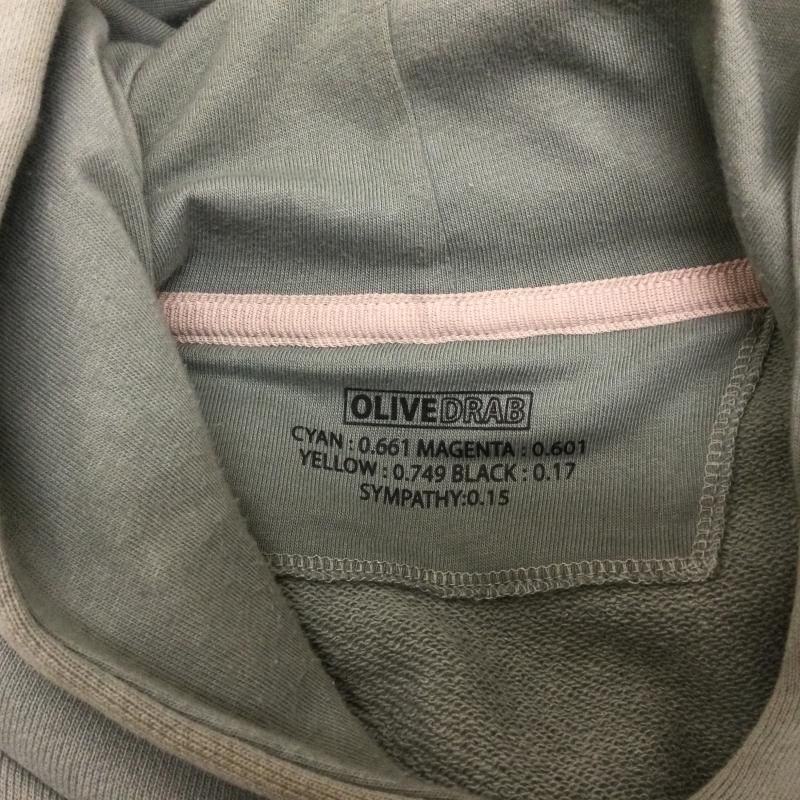 OLIVEDRAB
CYAN : 0.661 MAGENTA : 0.601
YELLOW : 0.749 BLACK : 0.17
SYMPATHY:0.15